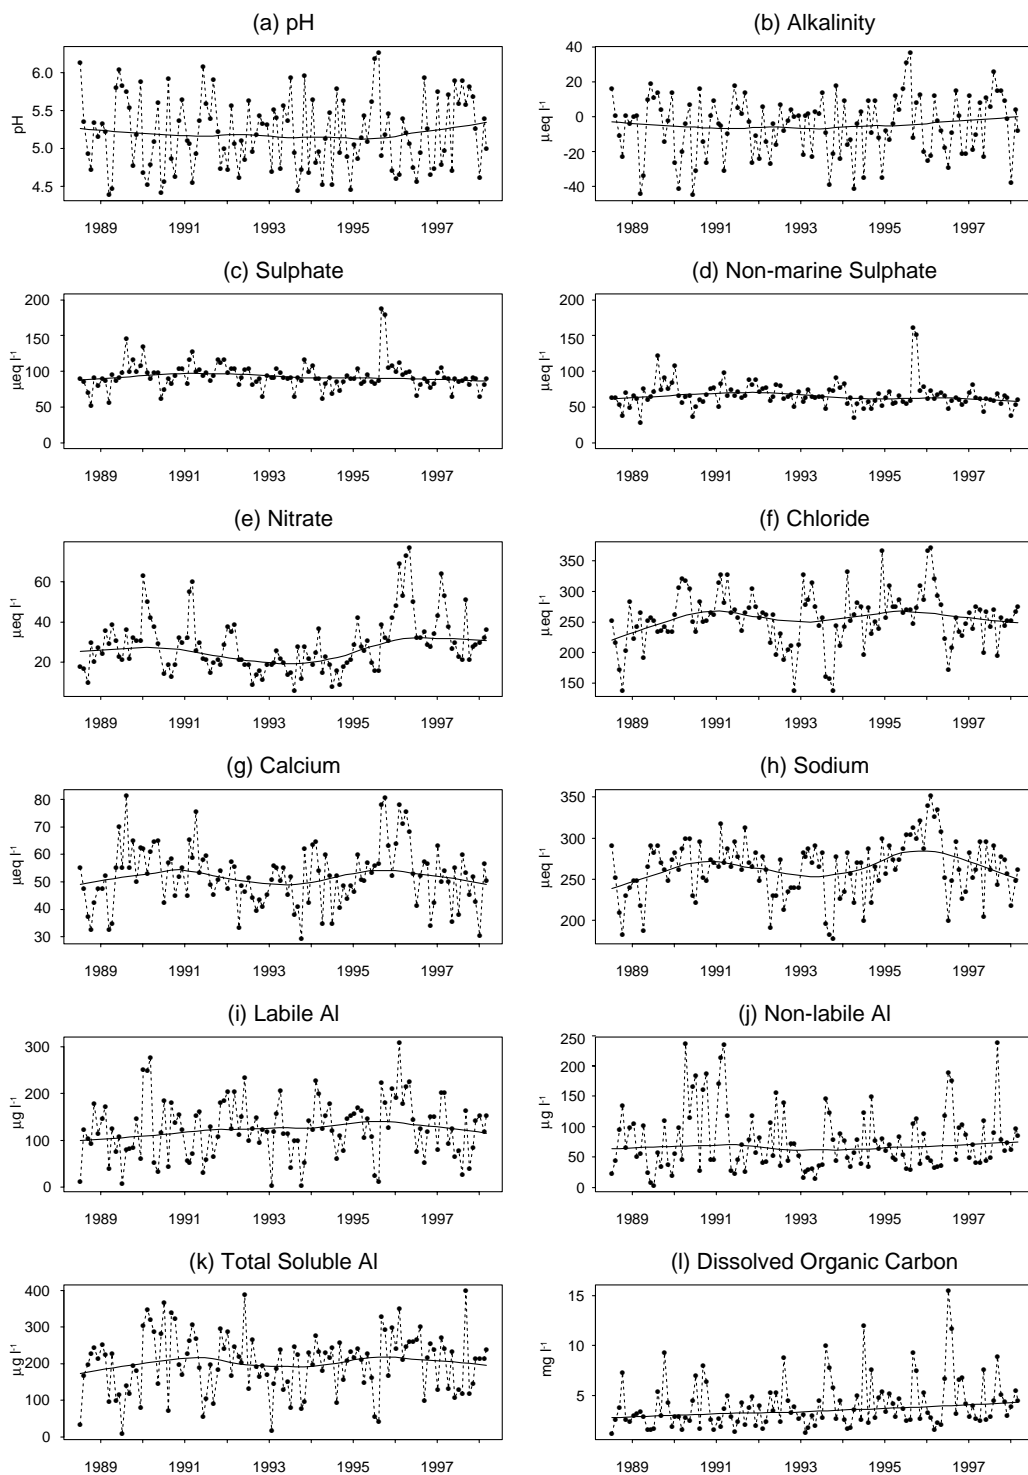 (a) pH
6.0
5.5
5.0
4.5
pH
1989 1991 1993 1995 1997
(b) Alkalinity
40
20
0
-20
-40
µeq l-1
1989 1991 1993 1995 1997
(c) Sulphate
200
150
100
50
0
µeq l-1
1989 1991 1993 1995 1997
(d) Non-marine Sulphate
200
150
100
50
0
µeq l-1
1989 1991 1993 1995 1997
(e) Nitrate
60
40
20
µeq l-1
1989 1991 1993 1995 1997
(f) Chloride
350
300
250
200
150
µeq l-1
1989 1991 1993 1995 1997
(g) Calcium
80
70
60
50
40
30
µeq l-1
1989 1991 1993 1995 1997
(h) Sodium
350
300
250
200
µeq l-1
1989 1991 1993 1995 1997
(i) Labile Al
300
200
100
0
µg l-1
1989 1991 1993 1995 1997
(j) Non-labile Al
250
200
150
100
50
0
µg l-1
1989 1991 1993 1995 1997
(k) Total Soluble Al
400
300
200
100
0
µg l-1
1989 1991 1993 1995 1997
(l) Dissolved Organic Carbon
15
10
5
mg l-1
1989 1991 1993 1995 1997